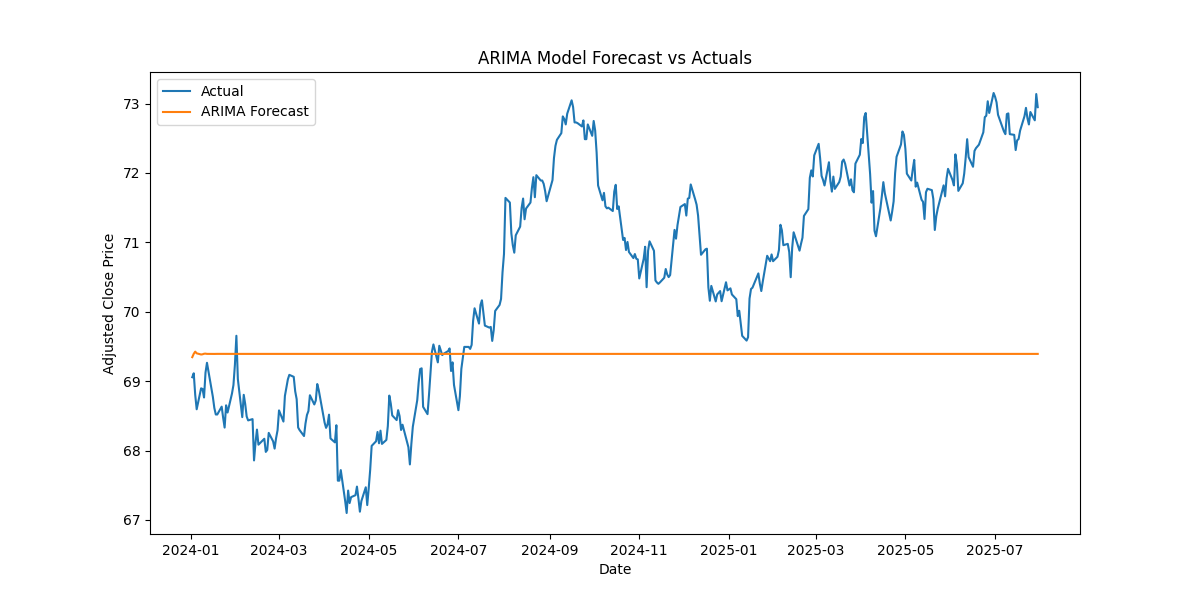 ARIMA Model Forecast vs Actuals
Actual
ARIMA Forecast
Adjusted Close Price
73
72
71
70
69
68
67
2024-01 2024-03 2024-05 2024-07 2024-09 2024-11 2025-01 2025-03 2025-05 2025-07
Date